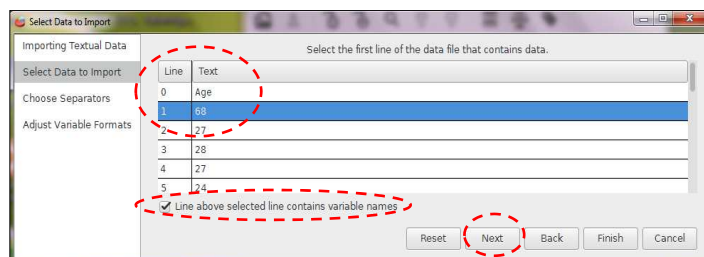 Select Data to Import
Importing Textual Data
Select Data to Import
Choose Separators
Adjust Variable Formats
Select the first line of the data file that contains data.
Line Text
0 Age
1 68
2 27
3 28
4 27
5 24
Line above selected line contains variable names
Reset Next Back Finish Cancel